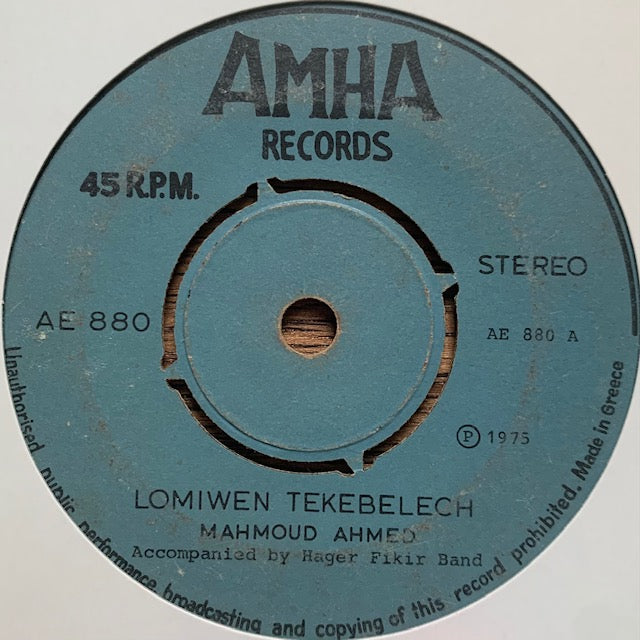 AMHA
RECORDS
45 R.P.M.
STEREO
AE 880
AE 880 A
Ⓟ 1975
LOMIWEN TEKEBELECH
MAHMOUD AHMED
Accompanied by Hager Fikir Band
Unauthorised public performance broadcasting and copying of this record prohibited. Made in Greece